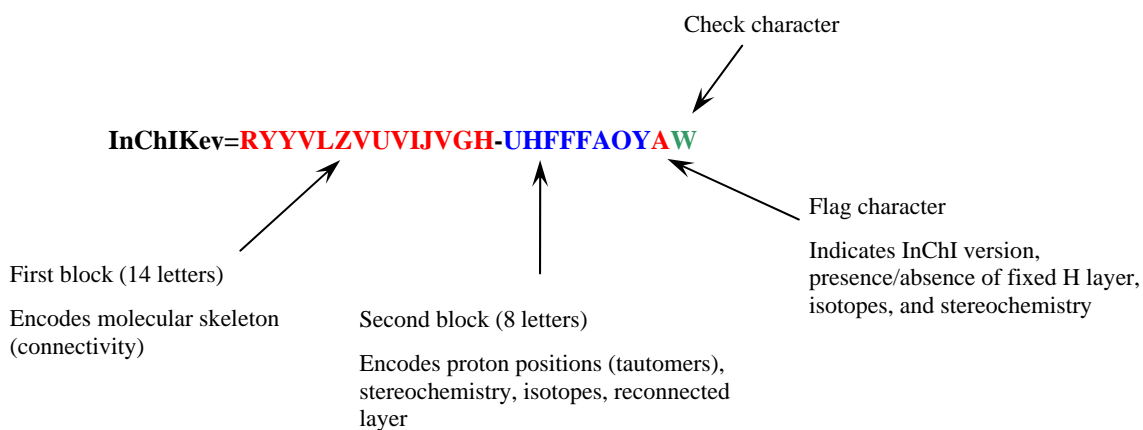 Check character
InChIKev=RYYVLZVUVIJVGH-UHFFFAOYAW
Flag character
Indicates InChI version,
presence/absence of fixed H layer,
isotopes, and stereochemistry
First block (14 letters)
Encodes molecular skeleton
(connectivity)
Second block (8 letters)
Encodes proton positions (tautomers),
stereochemistry, isotopes, reconnected
layer